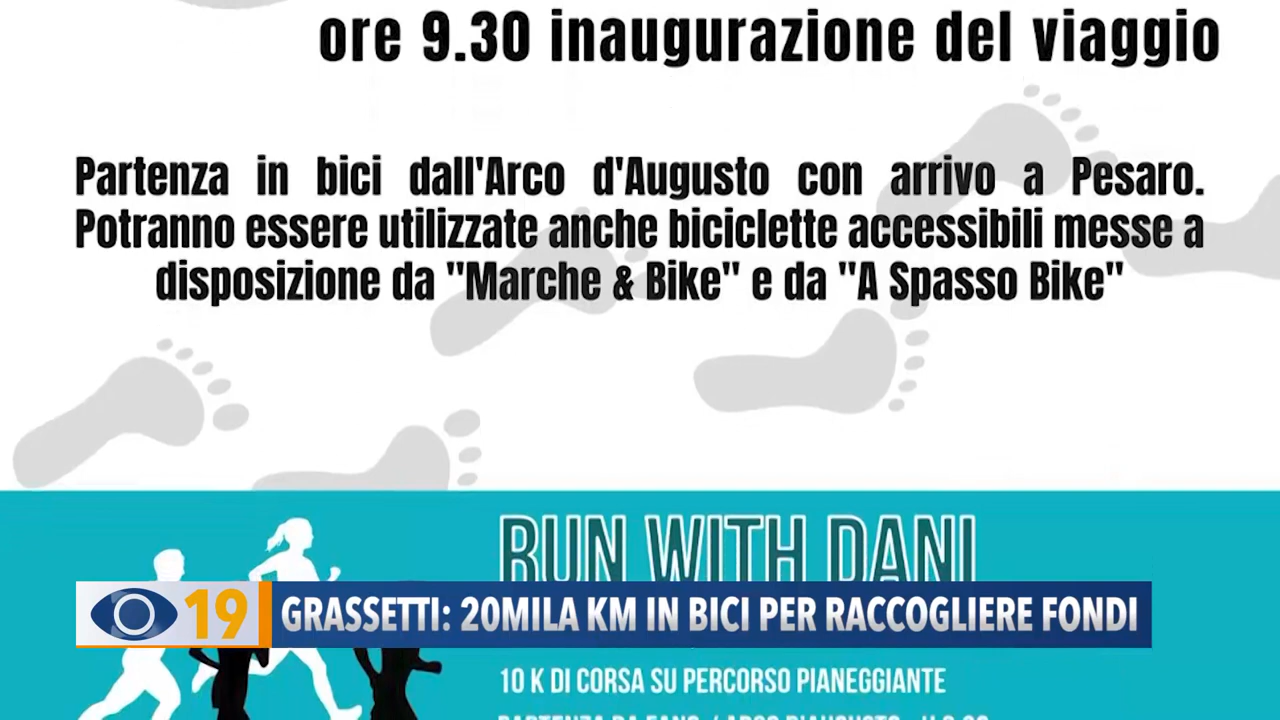 ore 9.30 inaugurazione del viaggio
Partenza in bici dall'Arco d'Augusto con arrivo a Pesaro.
Potranno essere utilizzate anche biciclette accessibili messe a
disposizione da "Marche & Bike" e da "A Spasso Bike"
RUN WITH DANI
19 GRASSETTI: 20MILA KM IN BICI PER RACCOGLIERE FONDI
10 K DI CORSA SU PERCORSO PIANEGGIANTE